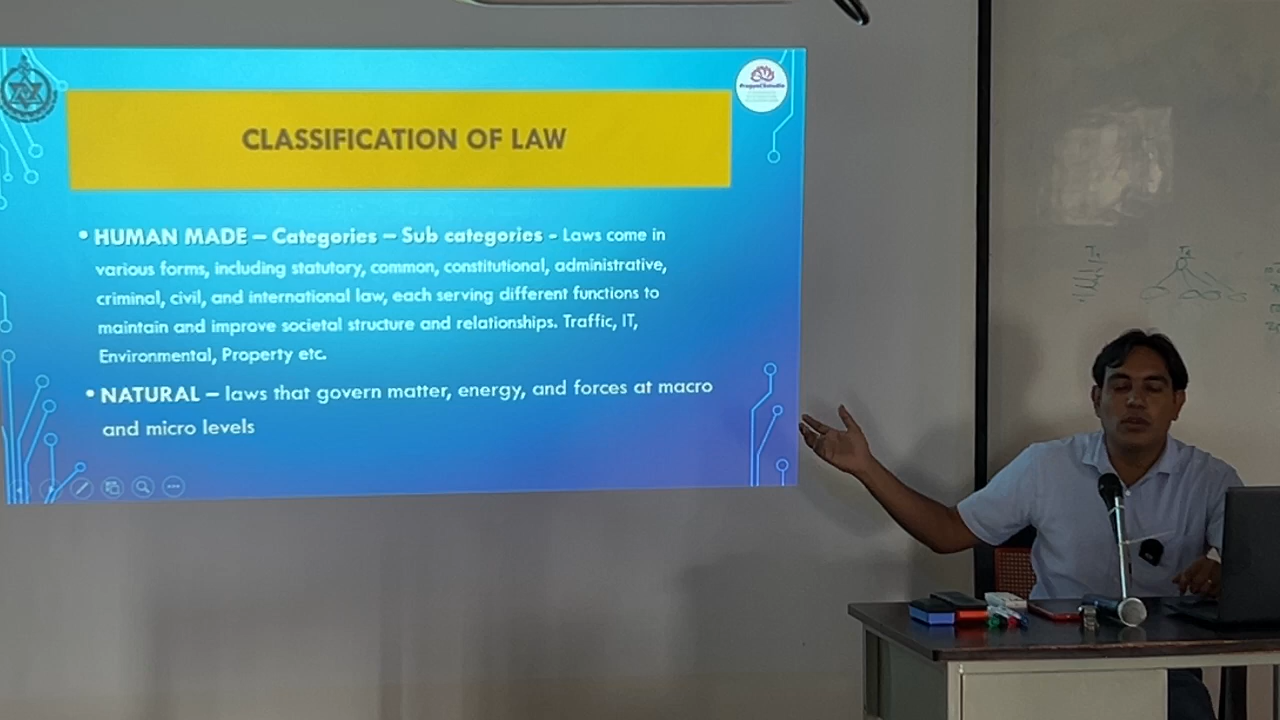 PragyanCStudio
CLASSIFICATION OF LAW
• HUMAN MADE – Categories – Sub categories - Laws come in
various forms, including statutory, common, constitutional, administrative,
criminal, civil, and international law, each serving different functions to
maintain and improve societal structure and relationships. Traffic, IT,
Environmental, Property etc.
• NATURAL – laws that govern matter, energy, and forces at macro
and micro levels